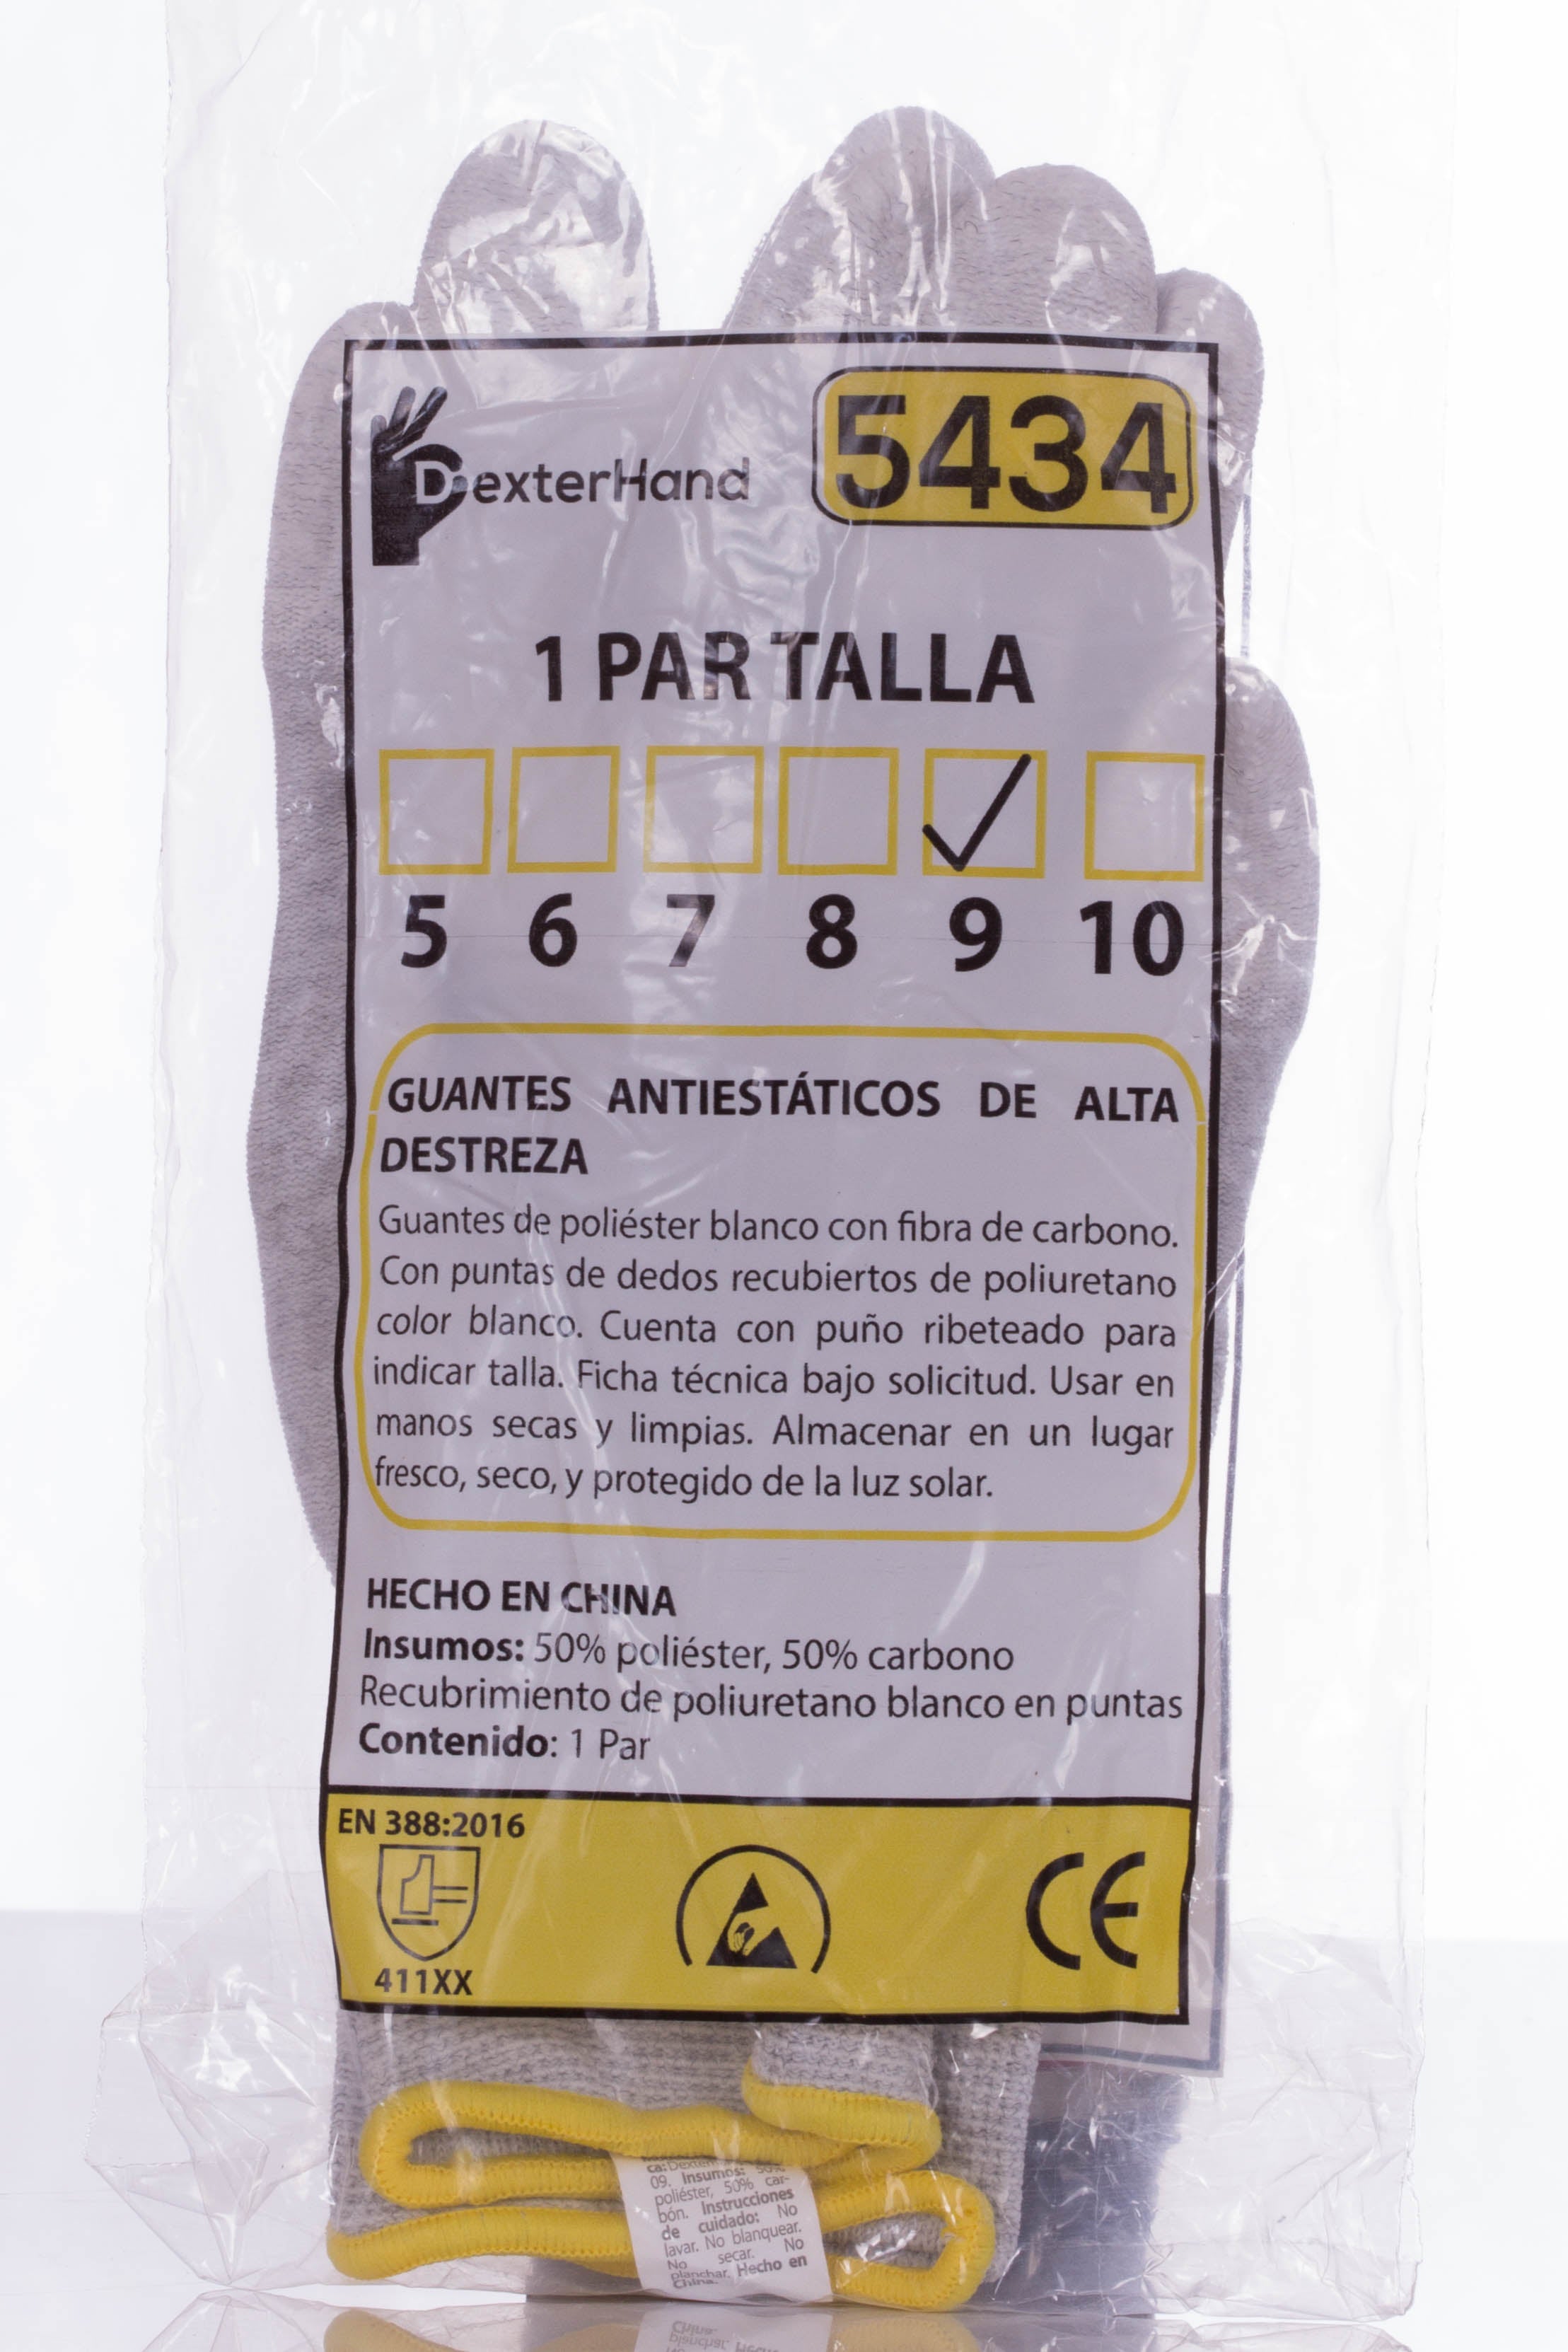 DexterHand
5434
1 PAR TALLA
5 6 7 8 9 10
GUANTES ANTIESTÁTICOS DE ALTA
DESTREZA
Guantes de poliéster blanco con fibra de carbono.
Con puntas de dedos recubiertos de poliuretano
color blanco. Cuenta con puño ribeteado para
indicar talla. Ficha técnica bajo solicitud. Usar en
manos secas y limpias. Almacenar en un lugar
fresco, seco, y protegido de la luz solar.
HECHO EN CHINA
Insumos: 50% poliéster, 50% carbono
Recubrimiento de poliuretano blanco en puntas
Contenido: 1 Par
EN 388:2016
411XX
CE
09. Insumos: 50%
poliéster, 50% car-
bón. Instrucciones
de cuidado: No
lavar. No blanquear.
No secar. No
planchar. Hecho en
China.